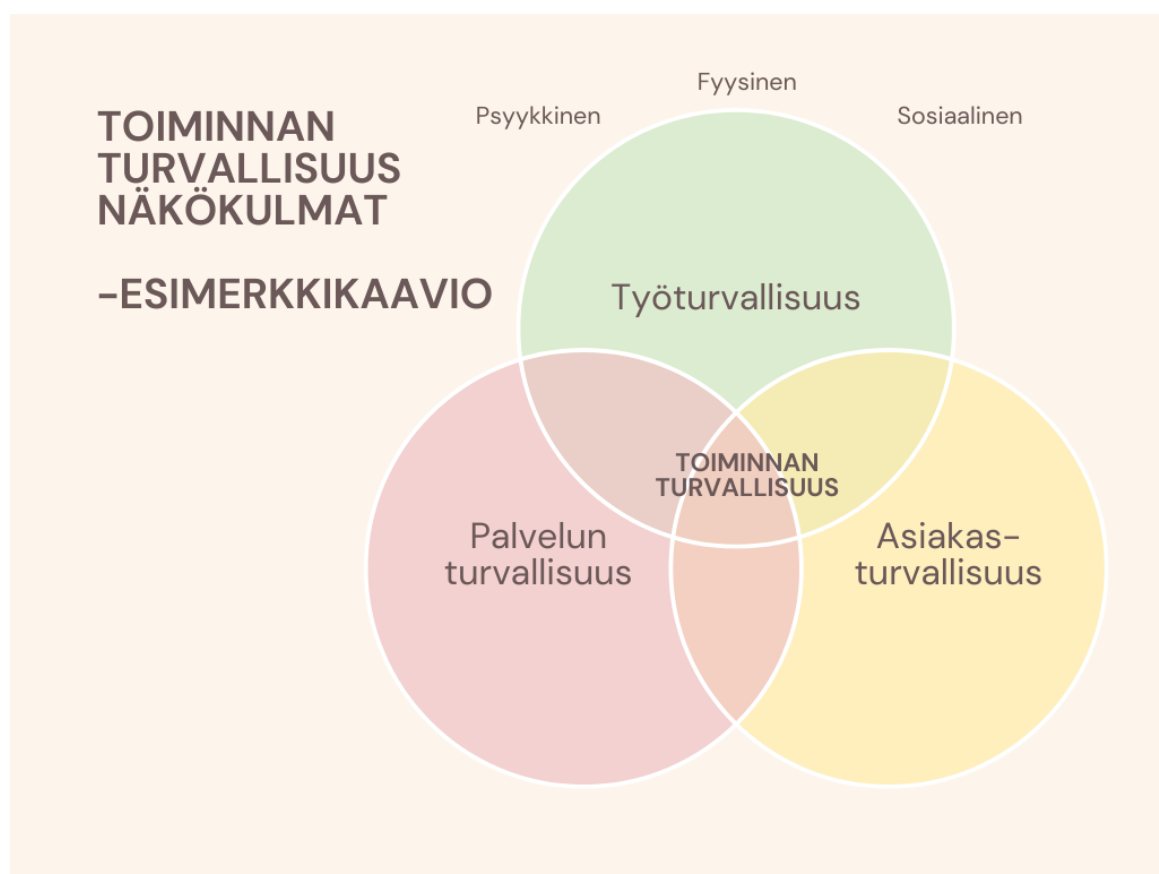 TOIMINNAN
TURVALLISUUS
NÄKÖKULMAT
-ESIMERKKIKAAVIO
Psyykkinen
Fyysinen
Sosiaalinen
Työturvallisuus
TOIMINNAN
TURVALLISUUS
Palvelun
turvallisuus
Asiakas-
turvallisuus